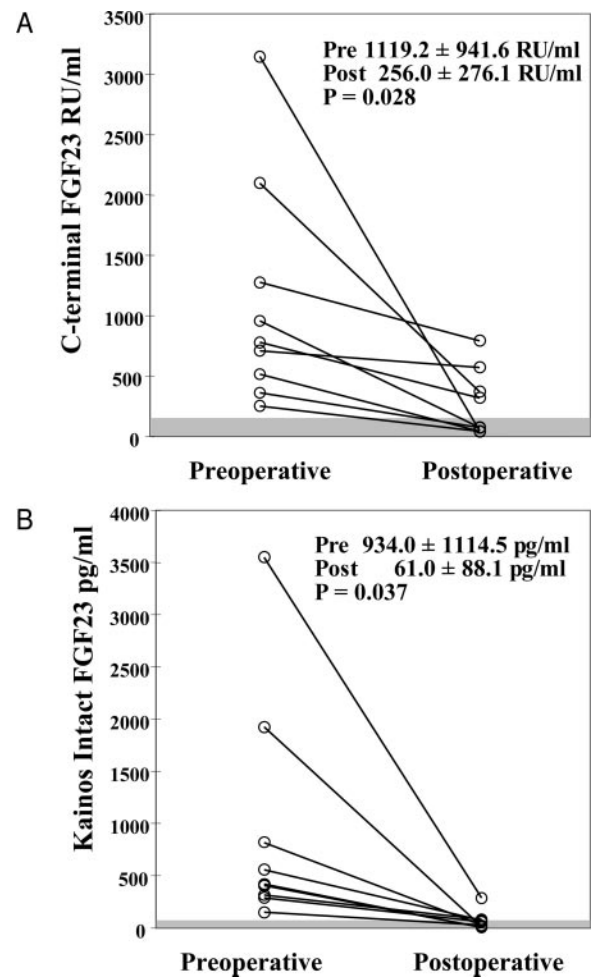 A
C-terminal FGF23 RU/ml
3500
3000
2500
2000
1500
1000
500
0
Pre 1119.2 ± 941.6 RU/ml
Post 256.0 ± 276.1 RU/ml
P = 0.028
Preoperative Postoperative
B
Kainos Intact FGF23 pg/ml
4000
3500
3000
2500
2000
1500
1000
500
0
Pre 934.0 ± 1114.5 pg/ml
Post 61.0 ± 88.1 pg/ml
P = 0.037
Preoperative Postoperative